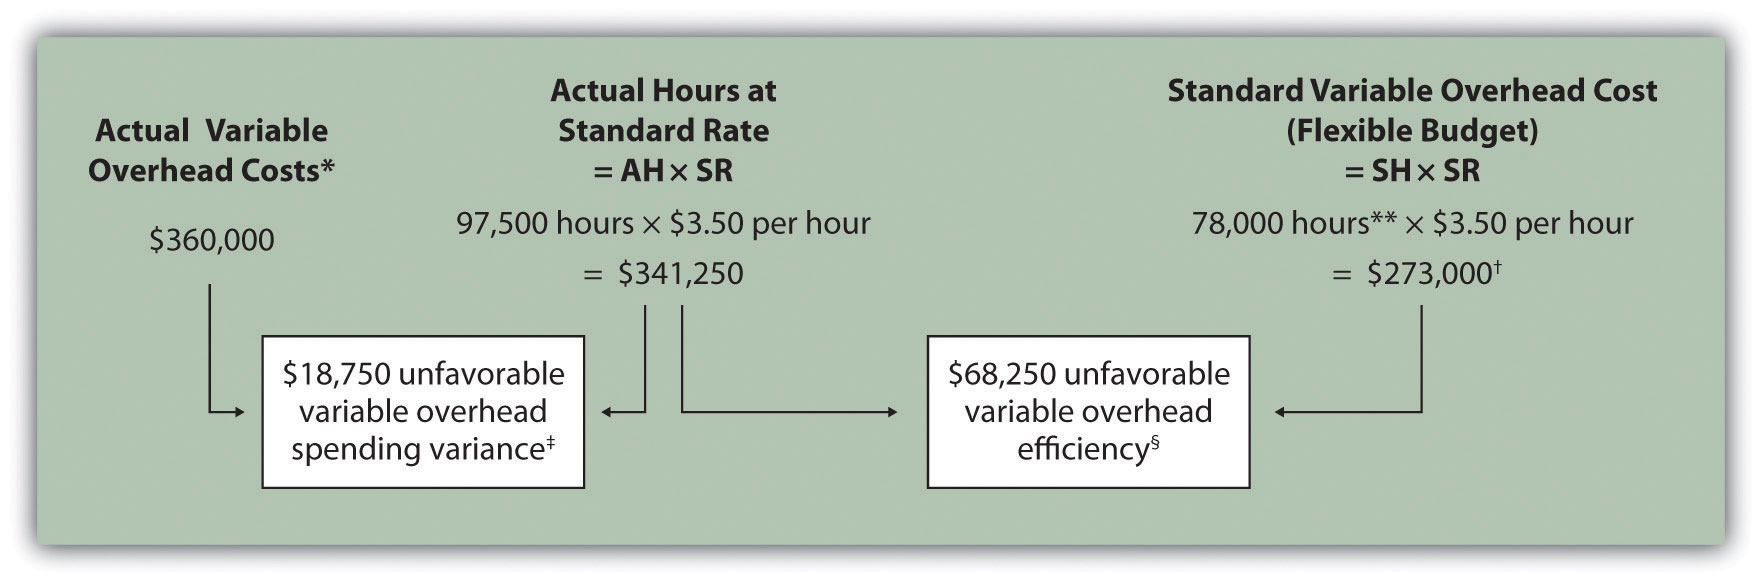 Actual Variable
Overhead Costs*
$360,000
Actual Hours at
Standard Rate
= AH × SR
97,500 hours × $3.50 per hour
= $341,250
Standard Variable Overhead Cost
(Flexible Budget)
= SH × SR
78,000 hours** × $3.50 per hour
= $273,000†
$18,750 unfavorable
variable overhead
spending variance‡
$68,250 unfavorable
variable overhead
efficiency§